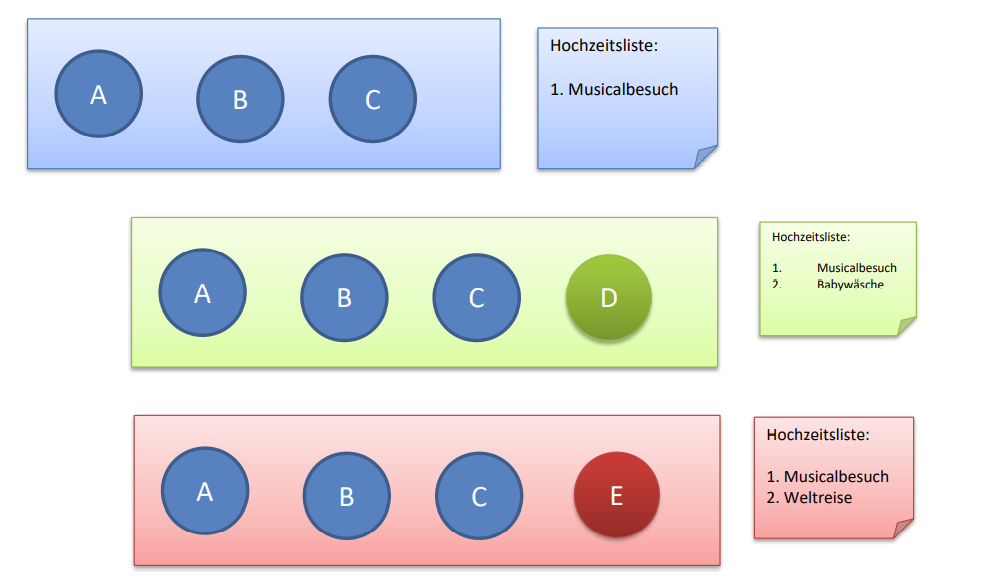 A B C
Hochzeitsliste:
1. Musicalbesuch
A B C D
Hochzeitsliste:
1. Musicalbesuch
2. Babywäsche
A B C E
Hochzeitsliste:
1. Musicalbesuch
2. Weltreise